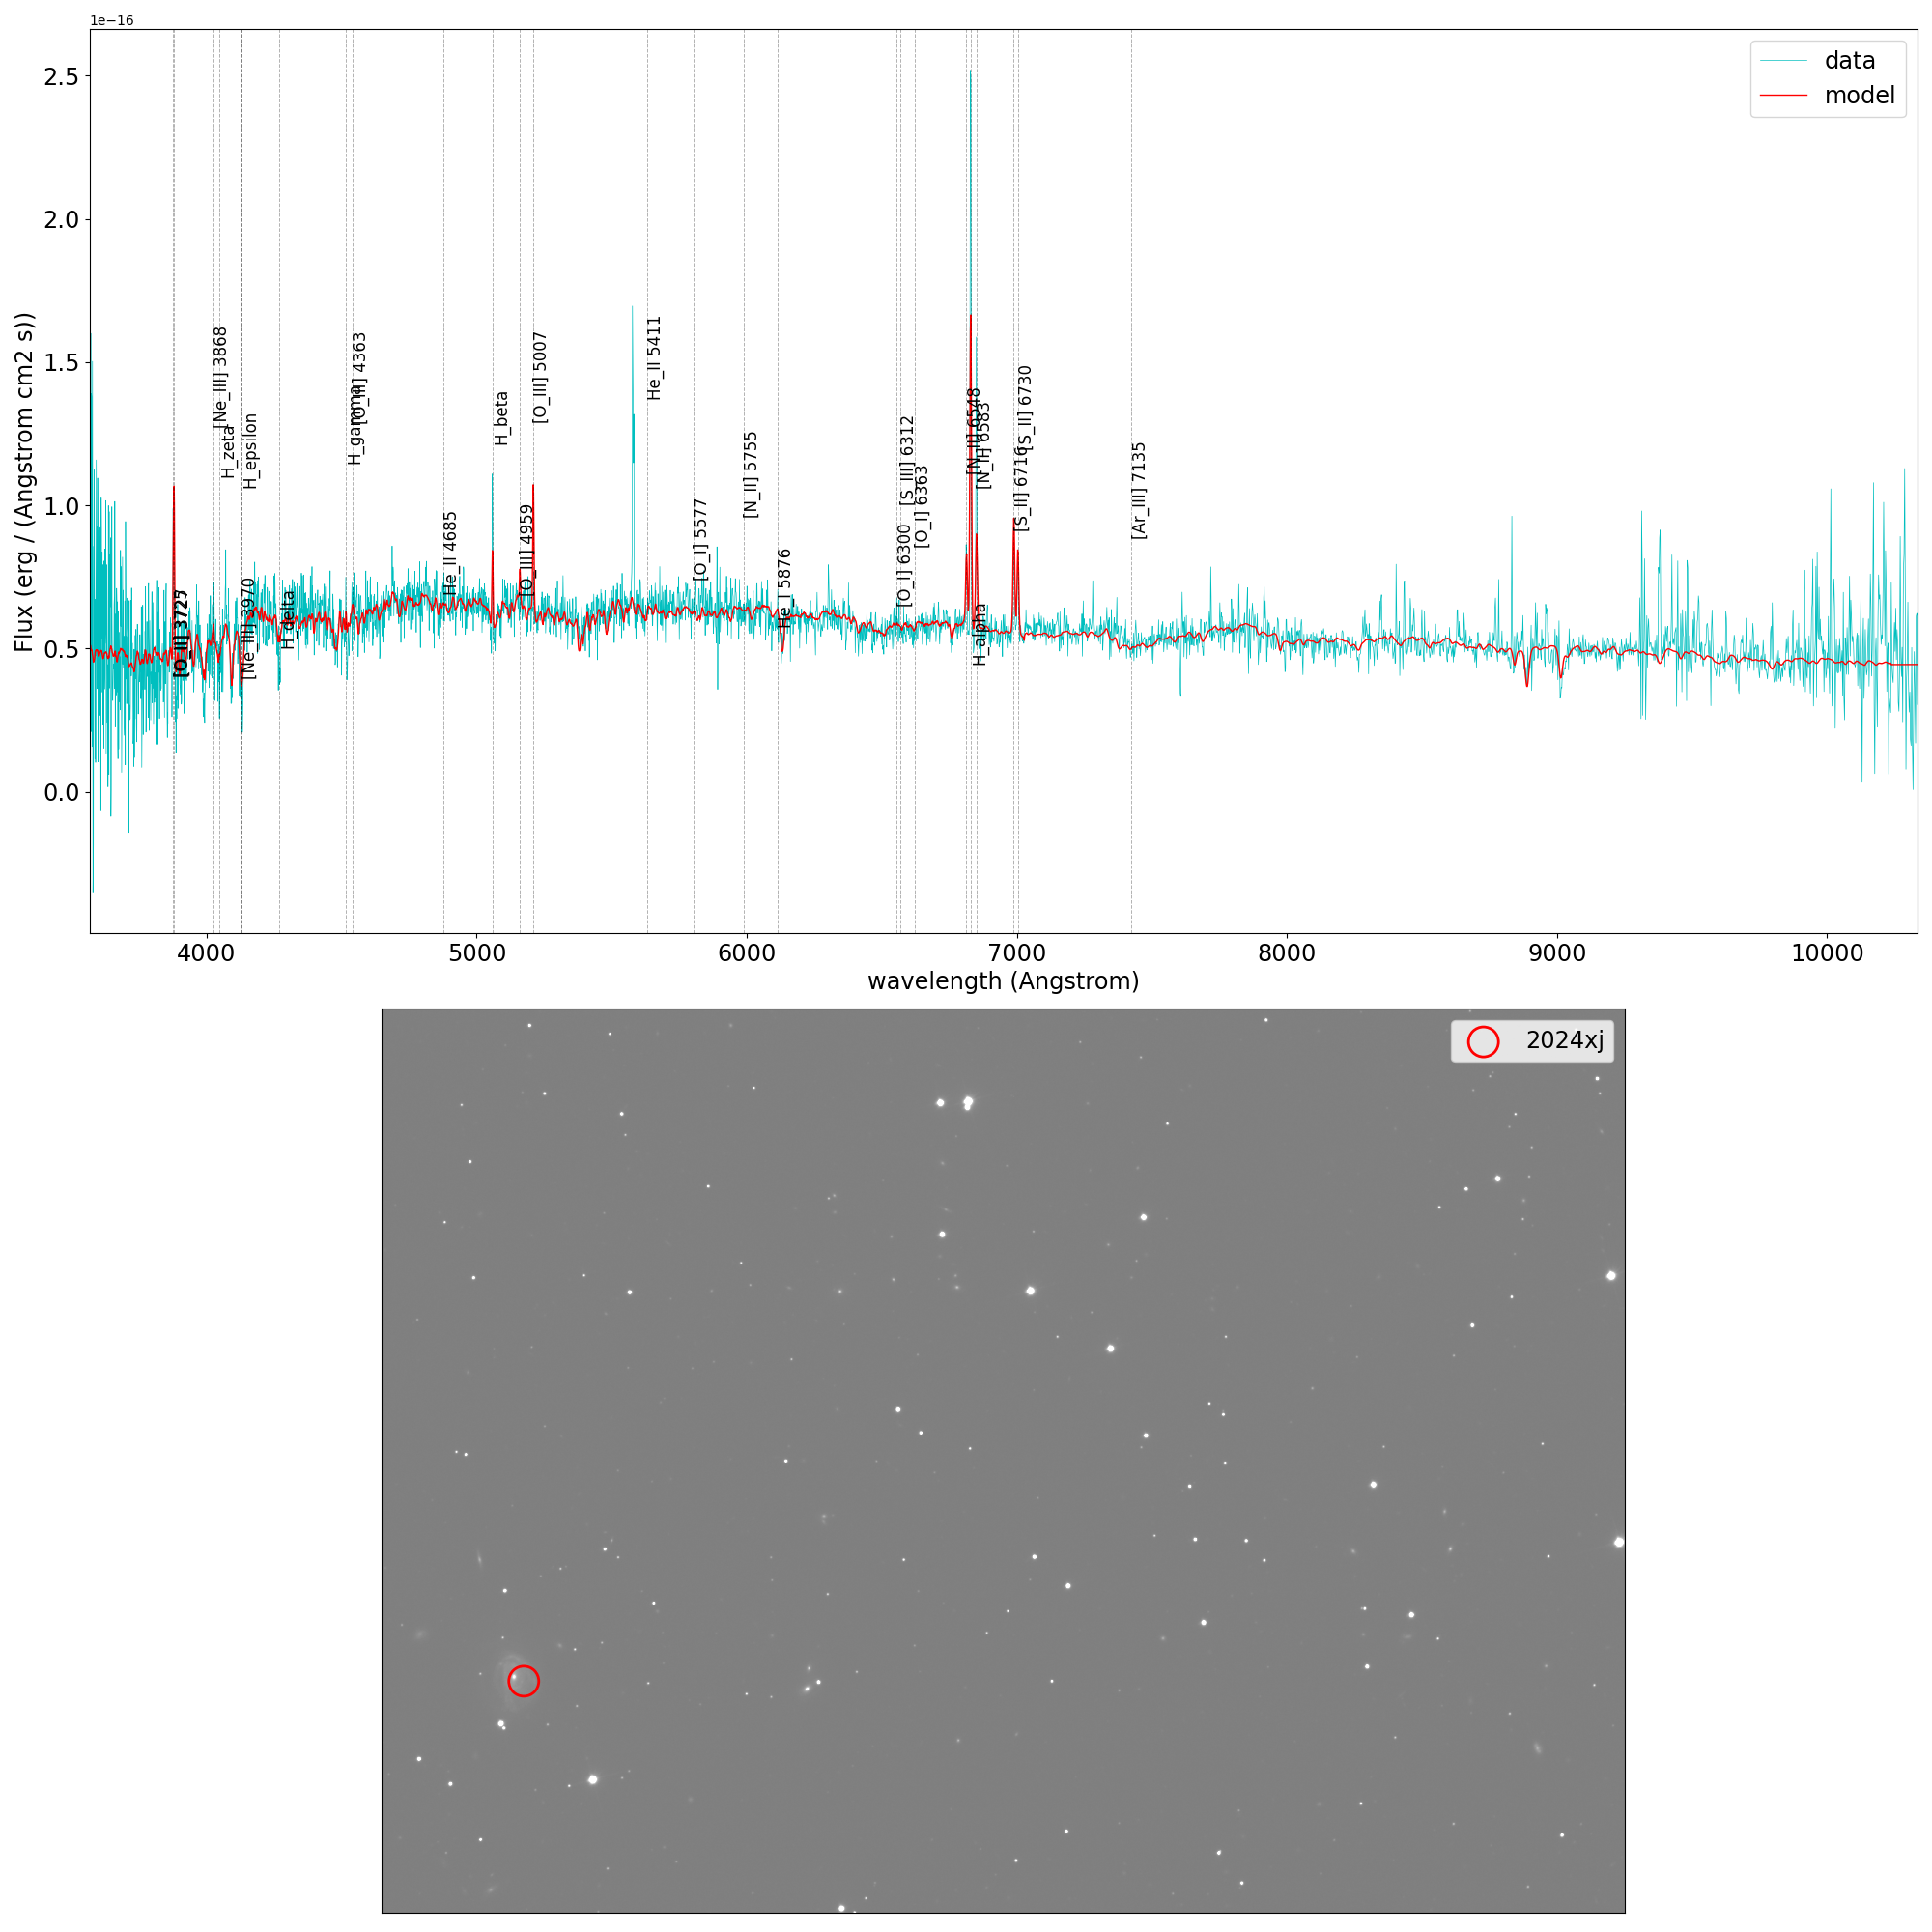 1e−16
Flux (erg / (Angstrom cm2 s))
2.5
2.0
1.5
1.0
0.5
0.0
data
model
[Ne_III] 3868
H_zeta
H_epsilon
[Ne_III] 3970
H_delta
H_gamma
[O_III] 4363
He_II 4685
H_beta
[O_III] 4959
[O_III] 5007
He_II 5411
[O_I] 5577
[N_II] 5755
He_I 5876
[O_I] 6300
[S_III] 6312
[O_I] 6363
[N_II] 6548
H_alpha
[N_II] 6583
[S_II] 6716
[S_II] 6730
[Ar_III] 7135
4000
5000
6000
7000
8000
9000
10000
wavelength (Angstrom)
2024xj